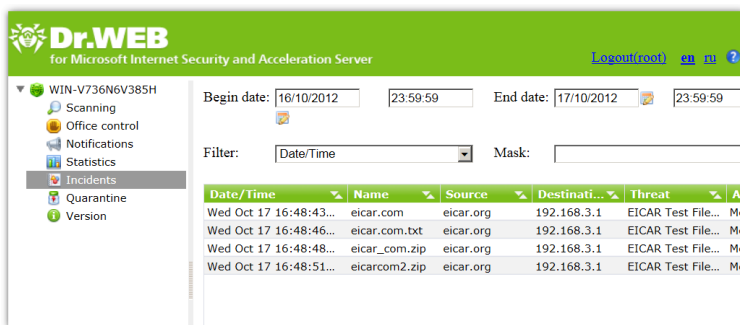 Dr.WEB
for Microsoft Internet Security and Acceleration Server
Logout(root) en ru ?
WIN-V736N6V385H
Scanning
Office control
Notifications
Statistics
Incidents
Quarantine
Version
Begin date: 16/10/2012 23:59:59 End date: 17/10/2012 23:59:59
Filter: Date/Time Mask:
Date/Time Name Source Destinati... Threat A
Wed Oct 17 16:48:43... eicar.com eicar.org 192.168.3.1 EICAR Test File... M
Wed Oct 17 16:48:46... eicar.com.txt eicar.org 192.168.3.1 EICAR Test File... M
Wed Oct 17 16:48:48... eicar_com.zip eicar.org 192.168.3.1 EICAR Test File... M
Wed Oct 17 16:48:51... eicarcom2.zip eicar.org 192.168.3.1 EICAR Test File... M